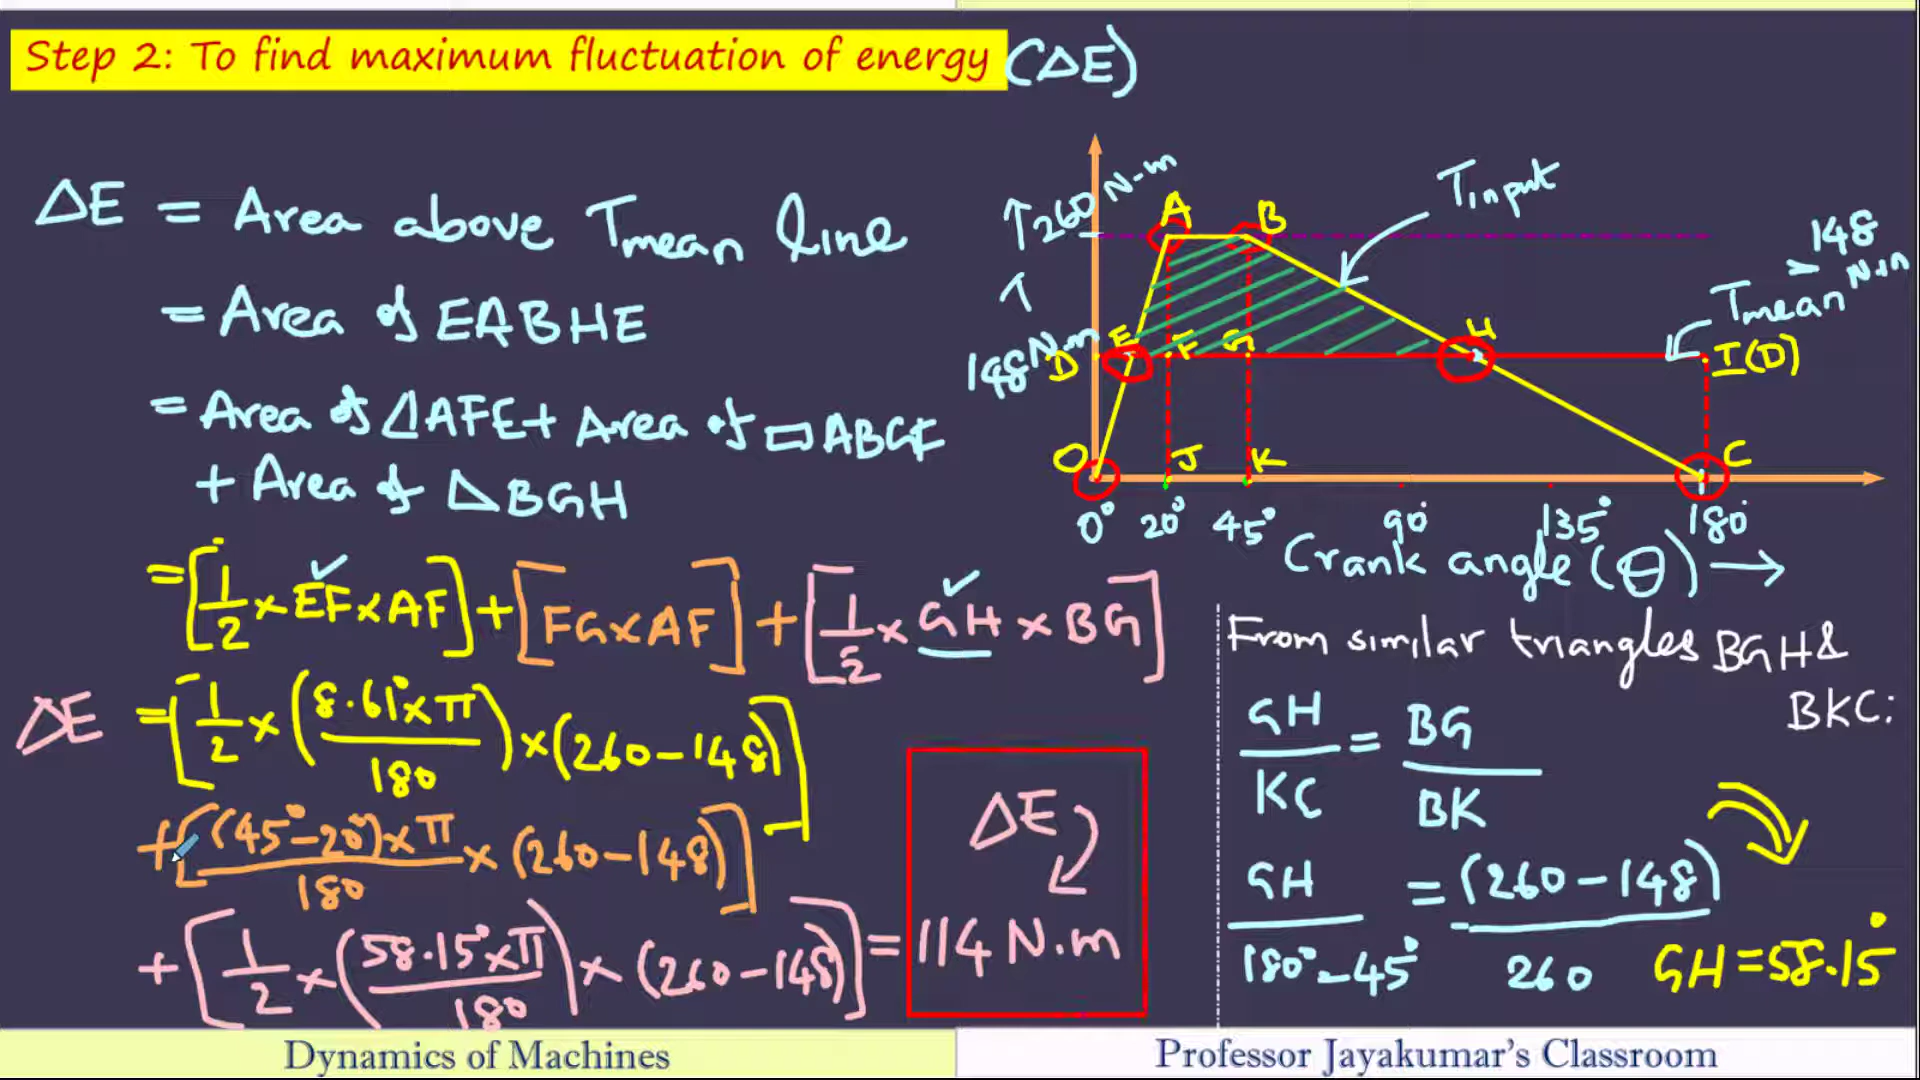 Step 2: To find maximum fluctuation of energy (ΔE)
ΔE = Area above Tmean line
= Area of EABHE
= Area of △AFE + Area of ▭ABGF
+ Area of △BGH
= [1/2 × EF × AF] + [FG × AF] + [1/2 × GH × BG]
ΔE = [1/2 × (8.61° × π / 180) × (260 - 148)]
+ [(45° - 20°) × π / 180 × (260 - 148)]
+ [1/2 × (58.15° × π / 180) × (260 - 148)] = 114 N.m
ΔE
↑ 260 N-m
A
B
Tinput
↑
148 N.m
D
E
F
G
H
I(D)
Tmean = 148 N.m
O
J
K
C
0° 20° 45° 90° 135° 180°
Crank angle (θ) →
From similar triangles BGH &
BKC:
GH/KC = BG/BK
GH / 180° - 45° = (260 - 148) / 260
GH = 58.15°
Dynamics of Machines
Professor Jayakumar's Classroom